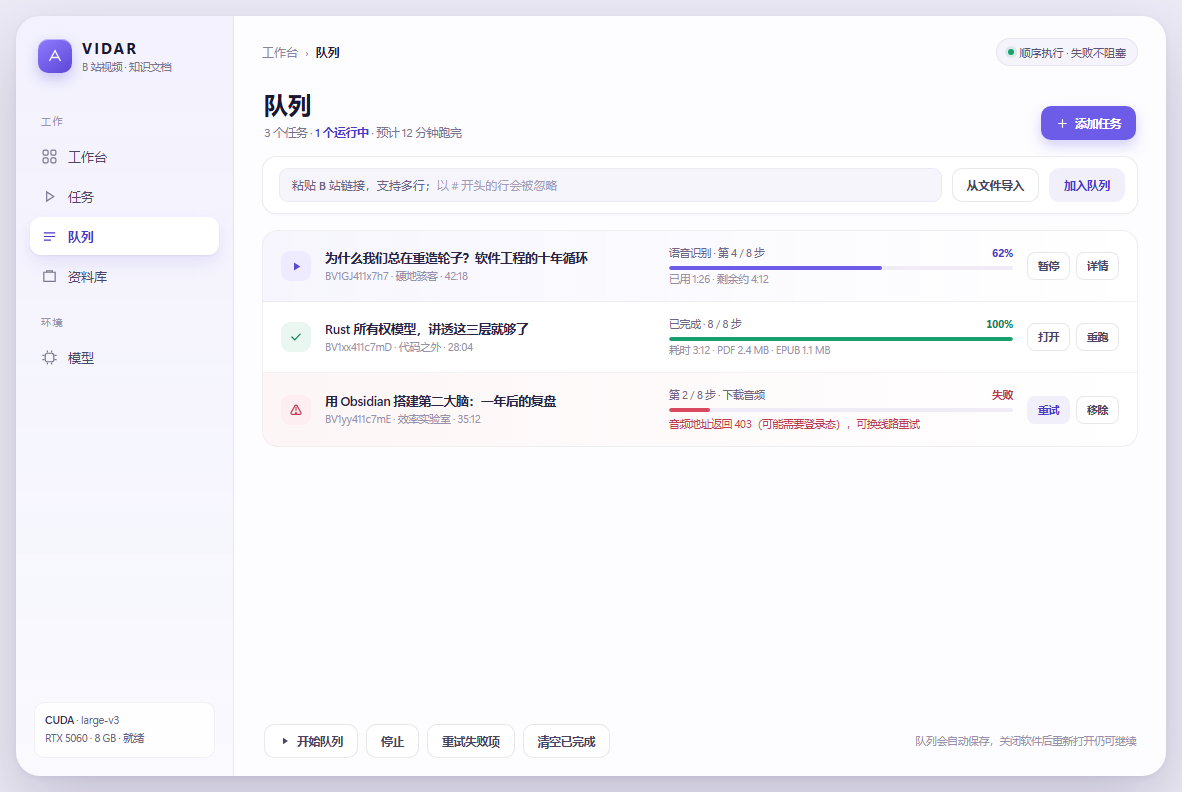 VIDAR
B 站视频 · 知识文档
工作
工作台
任务
队列
资料库
环境
模型
CUDA · large-v3
RTX 5060 · 8 GB · 就绪
工作台 › 队列
顺序执行 · 失败不阻塞
队列
3 个任务 · 1 个运行中 · 预计 12 分钟跑完
+ 添加任务
粘贴 B 站链接，支持多行；以 # 开头的行会被忽略
从文件导入
加入队列
为什么我们总在重造轮子？软件工程的十年循环
BV1GJ411x7h7 · 硬地骇客 · 42:18
语音识别 · 第 4 / 8 步
62%
已用 1:26 · 剩余约 4:12
暂停
详情
Rust 所有权模型，讲透这三层就够了
BV1xx411c7mD · 代码之外 · 28:04
已完成 · 8 / 8 步
100%
耗时 3:12 · PDF 2.4 MB · EPUB 1.1 MB
打开
重跑
用 Obsidian 搭建第二大脑：一年后的复盘
BV1yy411c7mE · 效率实验室 · 35:12
第 2 / 8 步 · 下载音频
失败
音频地址返回 403（可能需要登录态），可换线路重试
重试
移除
开始队列
停止
重试失败项
清空已完成
队列会自动保存，关闭软件后重新打开仍可继续